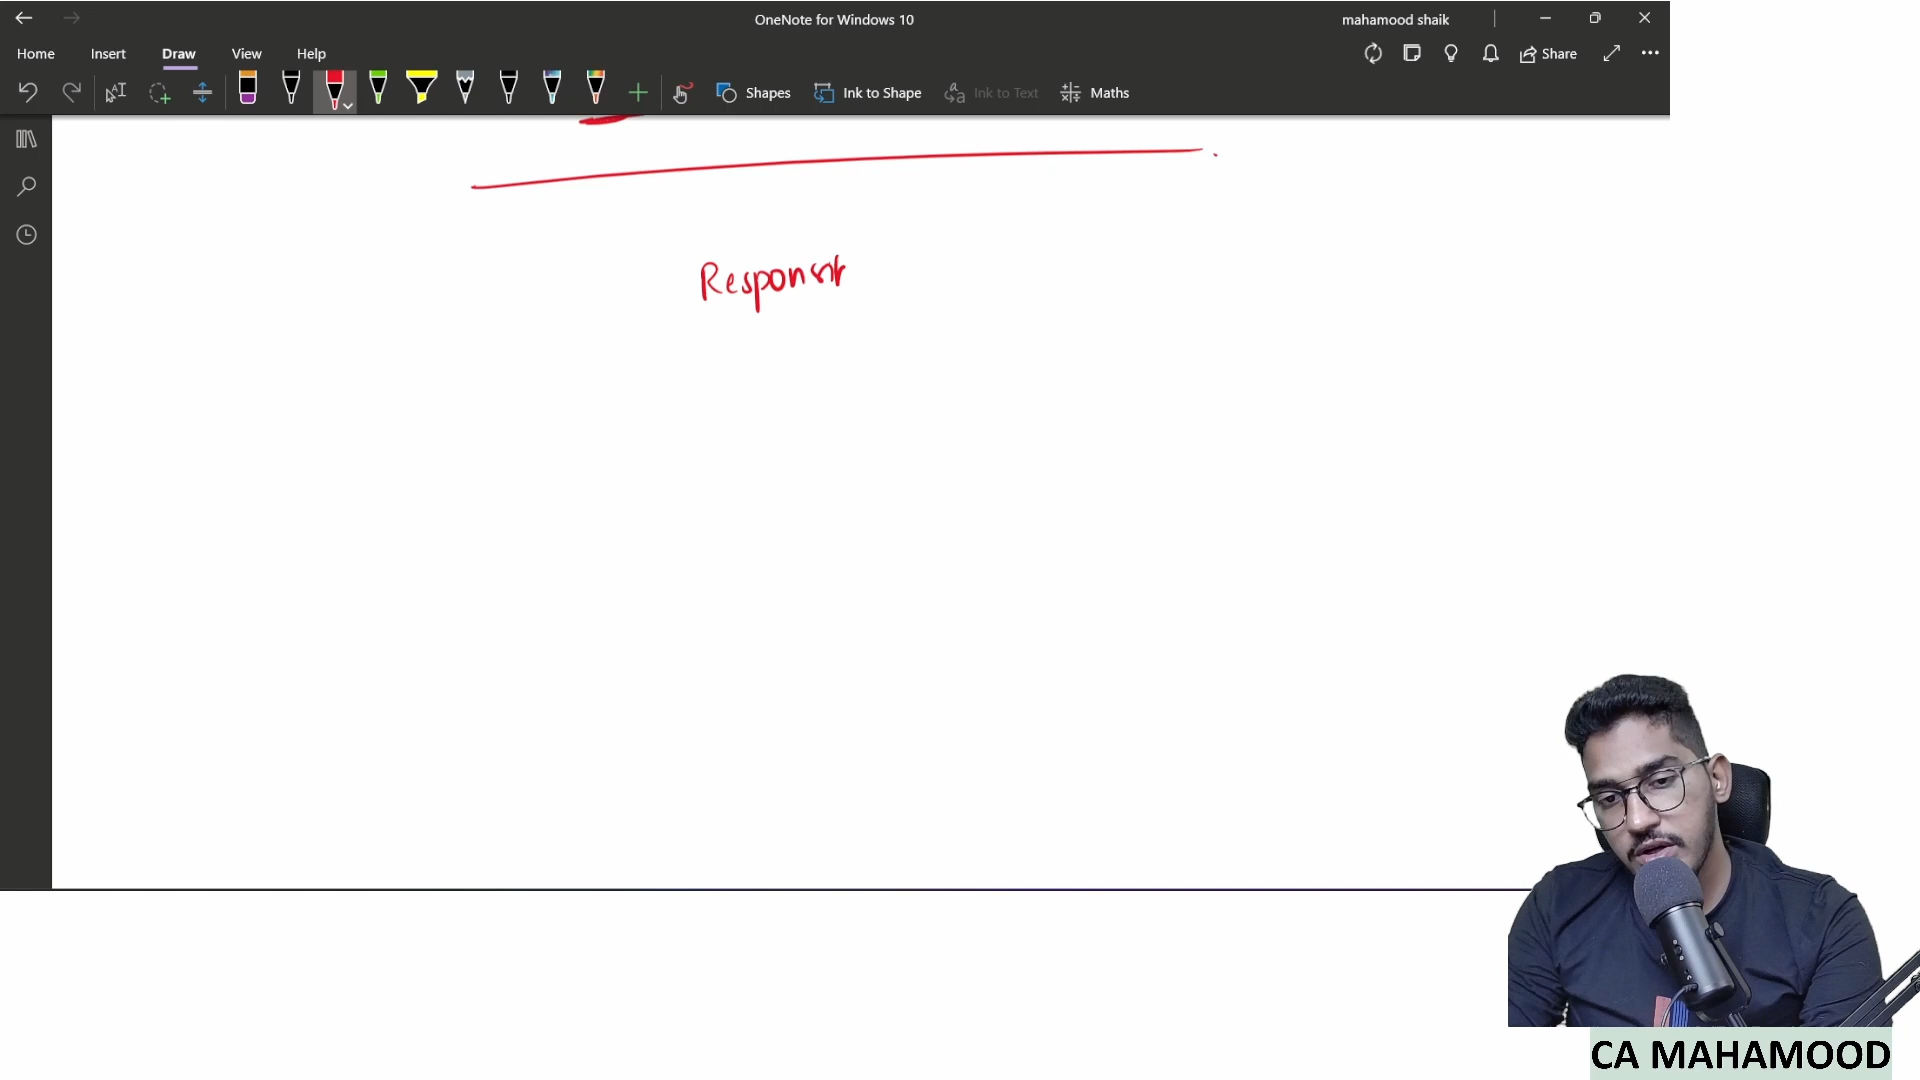 OneNote for Windows 10
mahamood shaik
Home Insert Draw View Help
Share
Shapes Ink to Shape Ink to Text Maths
CA MAHAMOOD